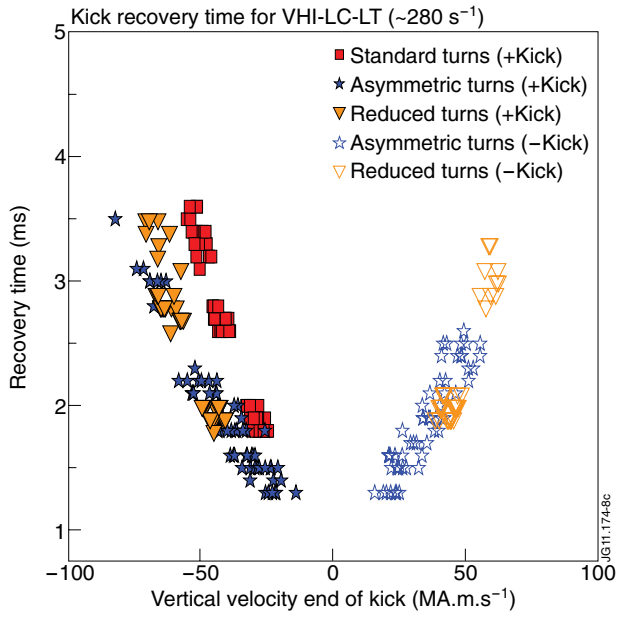 Kick recovery time for VHI-LC-LT (~280 s⁻¹)
5
Standard turns (+Kick)
Asymmetric turns (+Kick)
Reduced turns (+Kick)
Asymmetric turns (−Kick)
Reduced turns (−Kick)
4
3
2
1
Recovery time (ms)
−100
−50
0
50
100
Vertical velocity end of kick (MA.m.s⁻¹)
JG11.174-8c